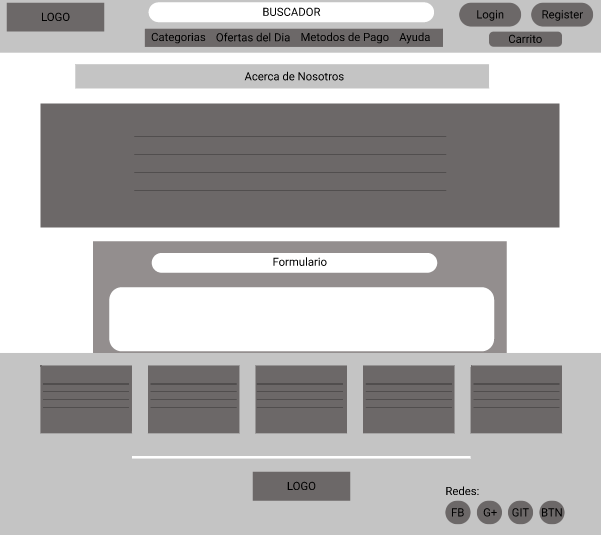 LOGO
BUSCADOR
Login
Register
Categorias
Ofertas del Dia
Metodos de Pago
Ayuda
Carrito
Acerca de Nosotros
Formulario
LOGO
Redes:
FB
G+
GIT
BTN